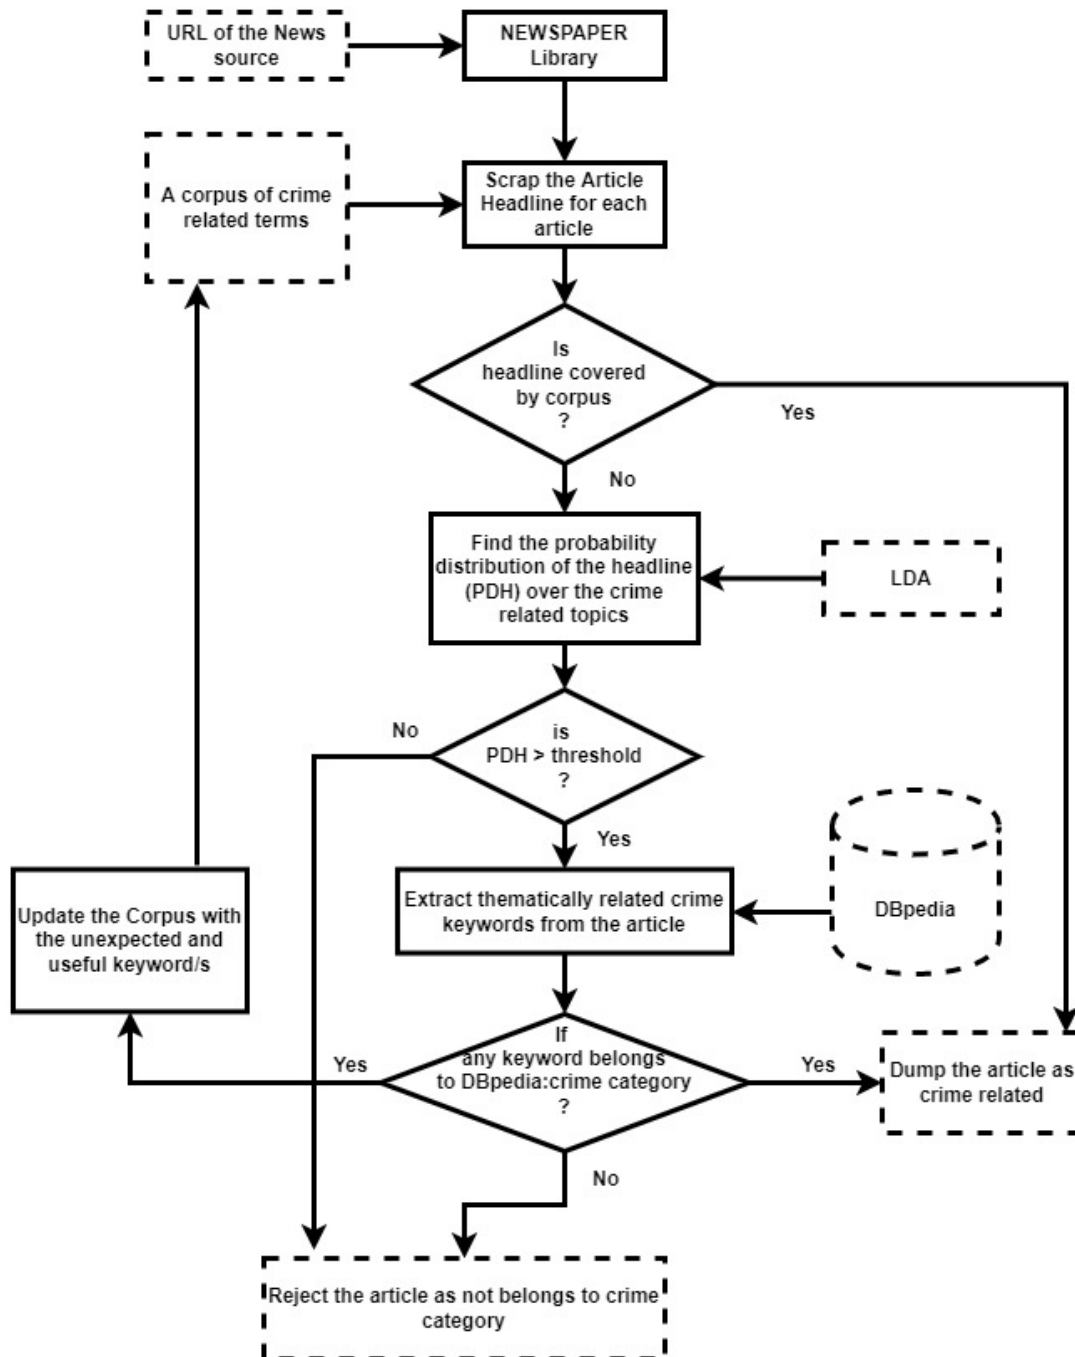 URL of the News
source
NEWSPAPER
Library
A corpus of crime
related terms
Scrap the Article
Headline for each
article
Is
headline covered
by corpus
?
Yes
No
Find the probability
distribution of the headline
(PDH) over the crime
related topics
LDA
No
is
PDH > threshold
?
Yes
DBpedia
Extract thematically related crime
keywords from the article
Update the Corpus with
the unexpected and
useful keyword/s
If
any keyword belongs
to DBpedia:crime category
?
Yes
Yes
Dump the article as
crime related
No
Reject the article as not belongs to crime
category